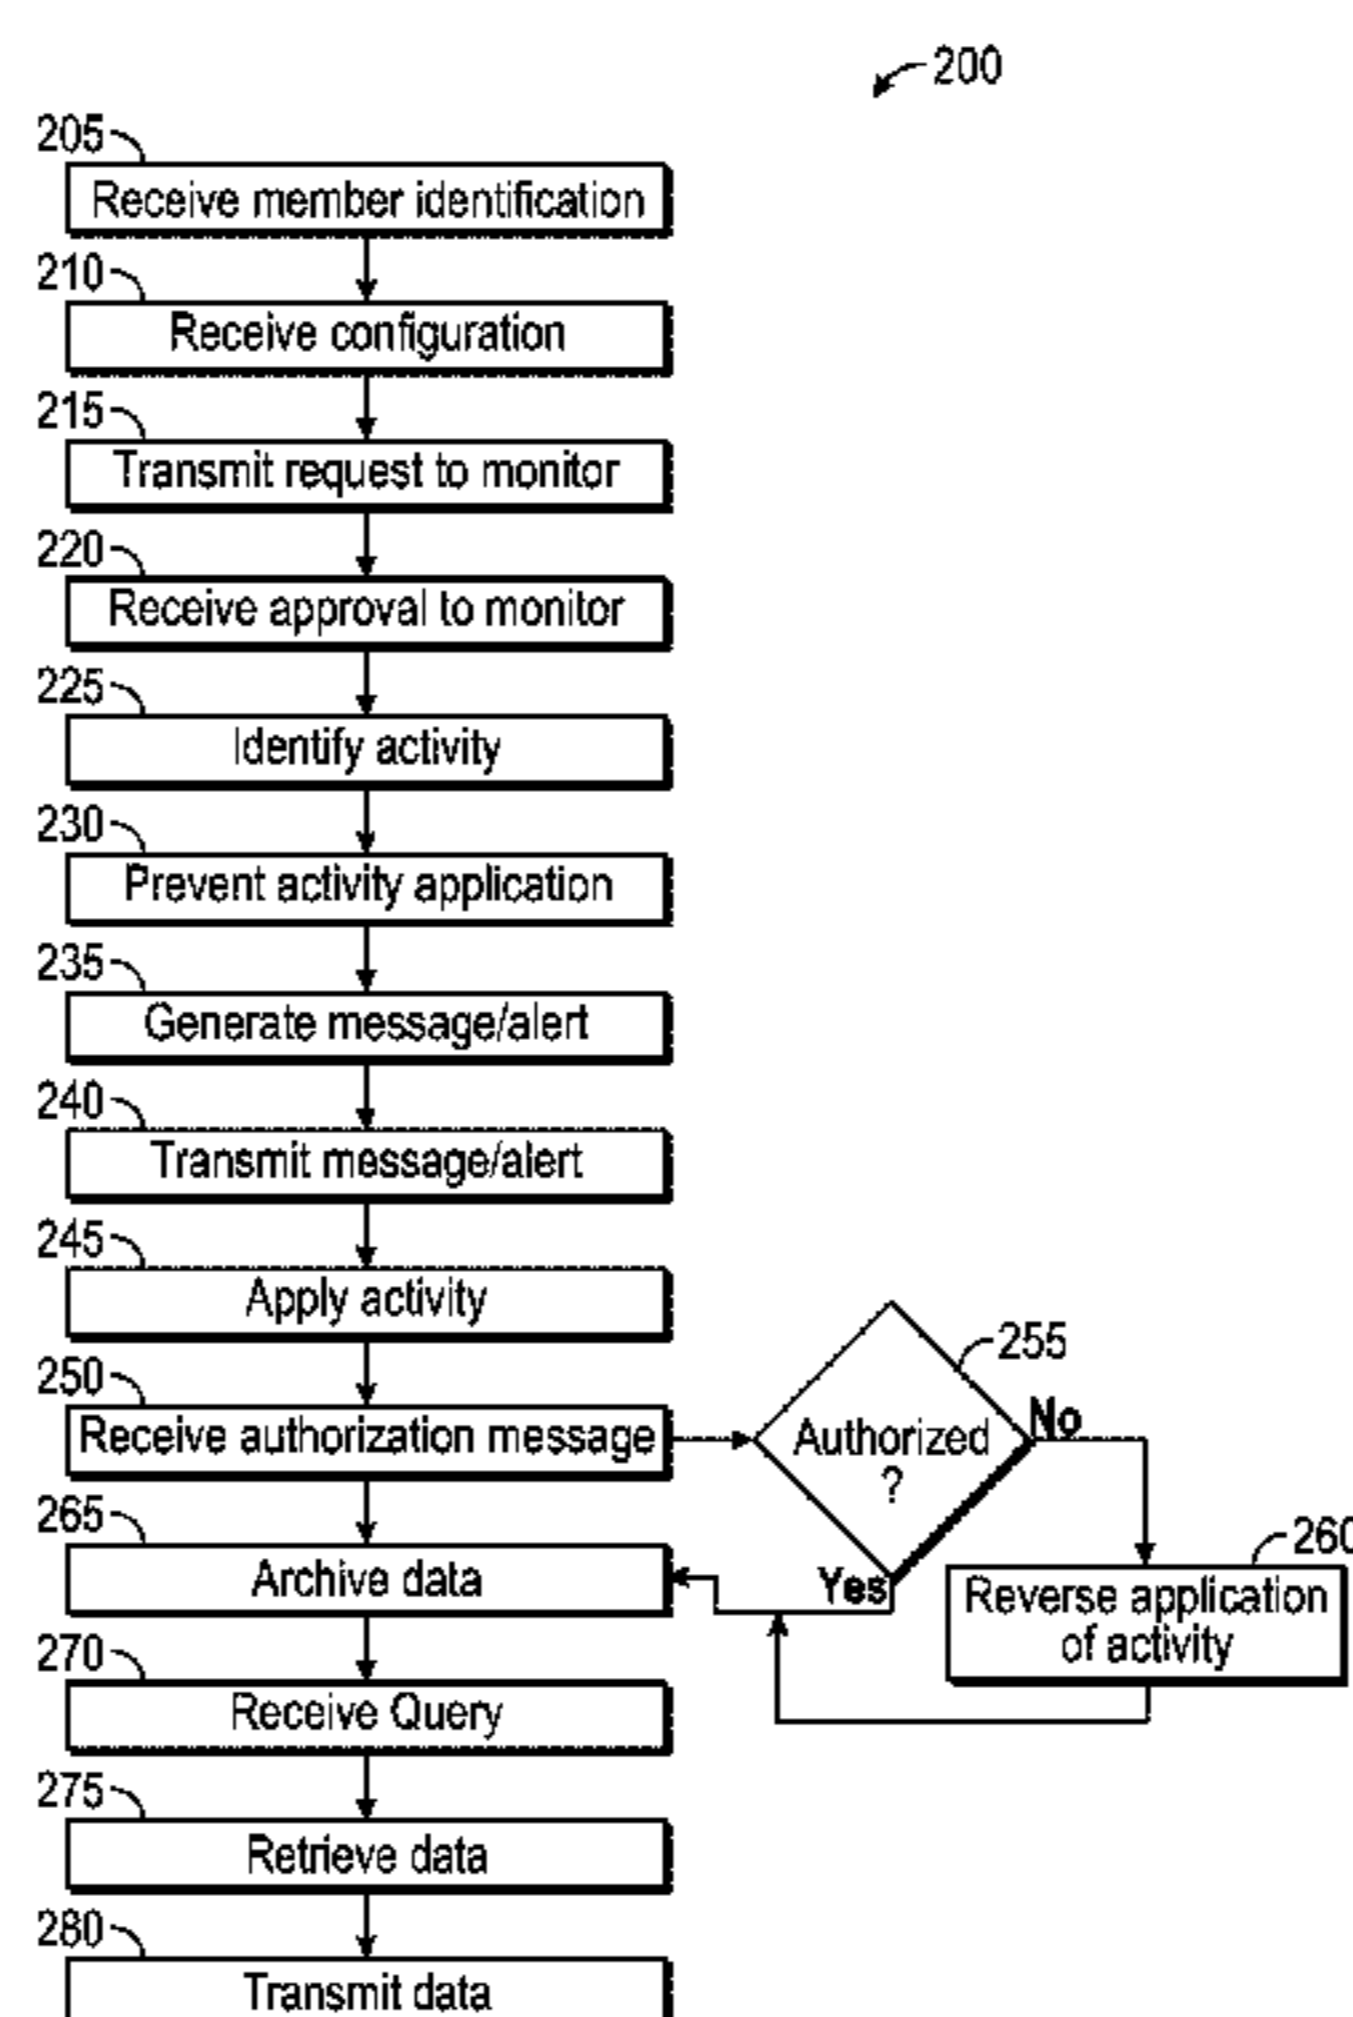 200
205
Receive member identification
210
Receive configuration
215
Transmit request to monitor
220
Receive approval to monitor
225
Identify activity
230
Prevent activity application
235
Generate message/alert
240
Transmit message/alert
245
Apply activity
250
Receive authorization message
255
Authorized
?
No
Yes
260
Reverse application
of activity
265
Archive data
270
Receive Query
275
Retrieve data
280
Transmit data